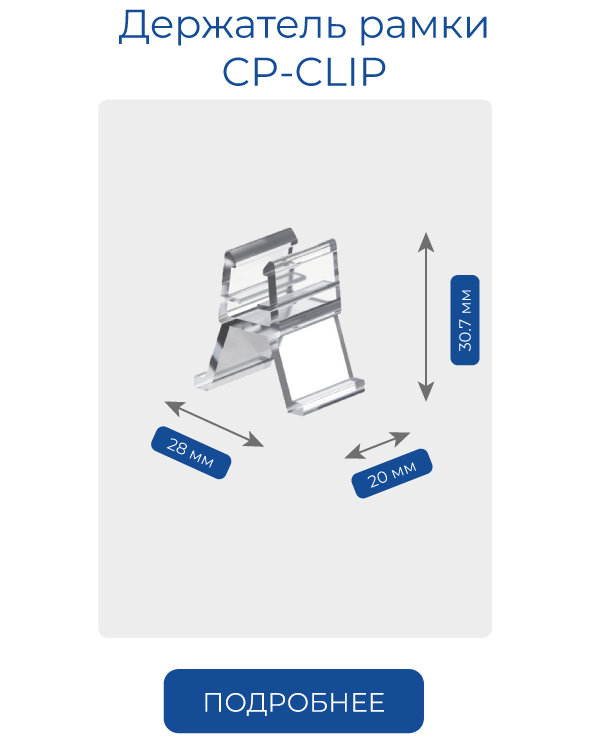 Держатель рамки
CP-CLIP
30.7 мм
28 мм
20 мм
ПОДРОБНЕЕ